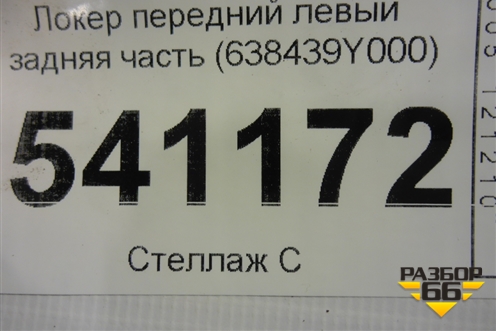 Локер передний левый
задняя часть (638439Y000)
541172
Стеллаж С
РАЗБОР
66